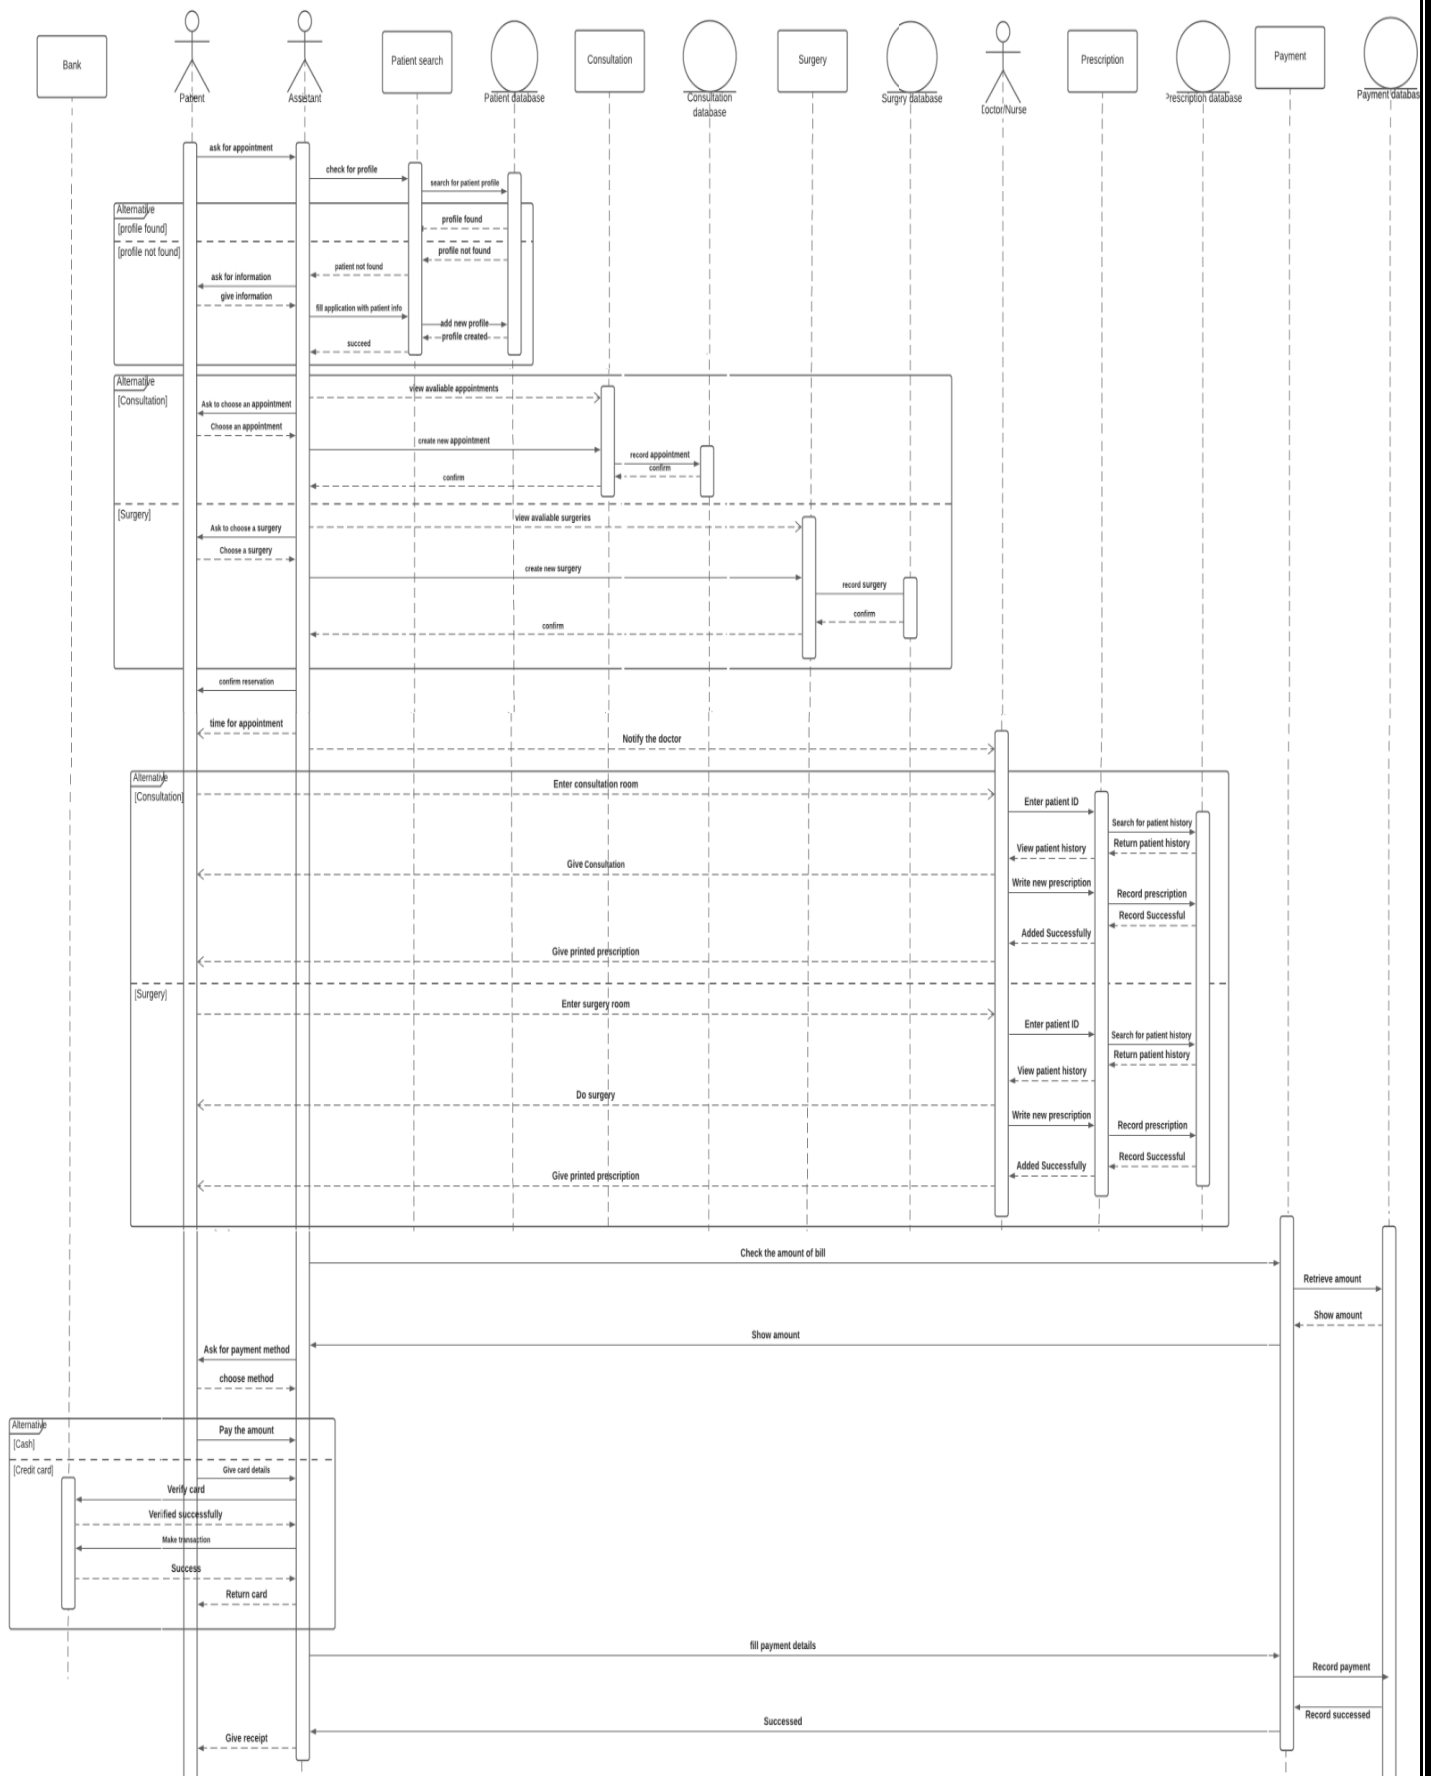 Bank
Patient
Assistant
Patient search
Patient database
Consultation
Consultation
database
Surgery
Surgry database
Doctor/Nurse
Prescription
Prescription database
Payment
Payment databas
ask for appointment
check for profile
search for patient profile
Alternative
[profile found]
profile found
[profile not found]
profile not found
patient not found
ask for information
give information
fill application with patient info
add new profile
profile created
succeed
Alternative
[Consultation]
view avaliable appointments
Ask to choose an appointment
Choose an appointment
create new appointment
record appointment
confirm
confirm
[Surgery]
view avaliable surgeries
Ask to choose a surgery
Choose a surgery
create new surgery
record surgery
confirm
confirm
confirm reservation
time for appointment
Notify the doctor
Alternative
[Consultation]
Enter consultation room
Enter patient ID
Search for patient history
Return patient history
View patient history
Give Consultation
Write new prescription
Record prescription
Record Successful
Added Successfully
Give printed prescription
[Surgery]
Enter surgery room
Enter patient ID
Search for patient history
Return patient history
View patient history
Do surgery
Write new prescription
Record prescription
Record Successful
Added Successfully
Give printed prescription
Check the amount of bill
Retrieve amount
Show amount
Show amount
Ask for payment method
choose method
Alternative
[Cash]
Pay the amount
[Credit card]
Give card details
Verify card
Verified successfully
Make transaction
Success
Return card
fill payment details
Record payment
Record successed
Successed
Give receipt